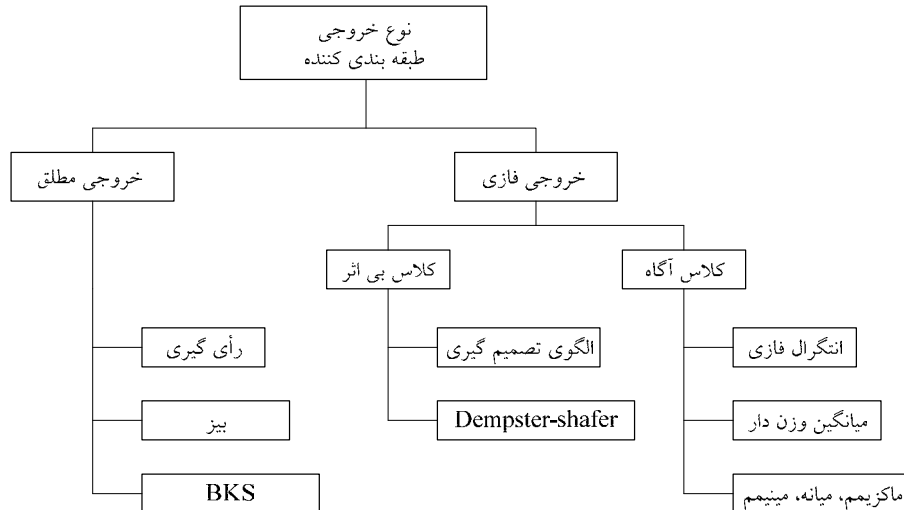 نوع خروجی
طبقه بندی کننده
خروجی فازی
خروجی مطلق
کلاس آگاه
کلاس بی اثر
انتگرال فازی
الگوی تصمیم گیری
رأی گیری
میانگین وزن دار
Dempster-shafer
بیز
ماکزیمم، میانه، مینیمم
BKS